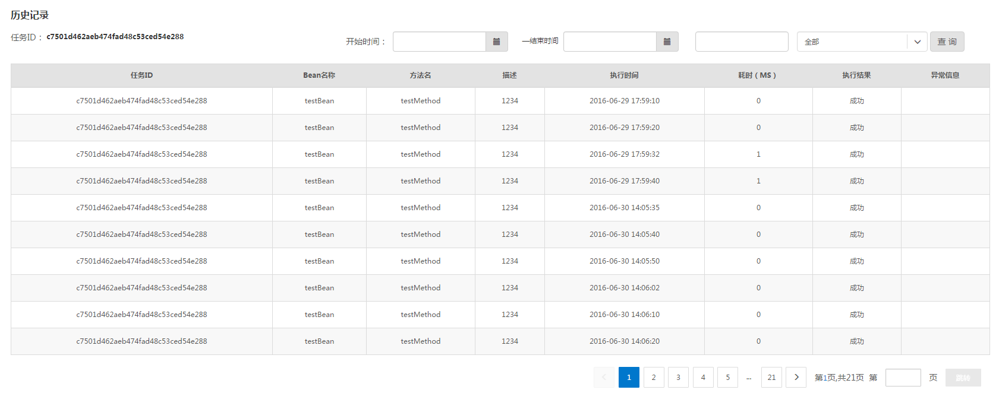 历史记录
任务ID： c7501d462aeb474fad48c53ced54e288 开始时间： —结束时间 全部 查 询
任务ID Bean名称 方法名 描述 执行时间 耗时（MS） 执行结果 异常信息
c7501d462aeb474fad48c53ced54e288 testBean testMethod 1234 2016-06-29 17:59:10 0 成功
c7501d462aeb474fad48c53ced54e288 testBean testMethod 1234 2016-06-29 17:59:20 0 成功
c7501d462aeb474fad48c53ced54e288 testBean testMethod 1234 2016-06-29 17:59:32 1 成功
c7501d462aeb474fad48c53ced54e288 testBean testMethod 1234 2016-06-29 17:59:40 1 成功
c7501d462aeb474fad48c53ced54e288 testBean testMethod 1234 2016-06-30 14:05:35 0 成功
c7501d462aeb474fad48c53ced54e288 testBean testMethod 1234 2016-06-30 14:05:40 0 成功
c7501d462aeb474fad48c53ced54e288 testBean testMethod 1234 2016-06-30 14:05:50 0 成功
c7501d462aeb474fad48c53ced54e288 testBean testMethod 1234 2016-06-30 14:06:02 0 成功
c7501d462aeb474fad48c53ced54e288 testBean testMethod 1234 2016-06-30 14:06:10 0 成功
c7501d462aeb474fad48c53ced54e288 testBean testMethod 1234 2016-06-30 14:06:20 0 成功
< 1 2 3 4 5 ... 21 > 第1页,共21页 第 页 跳转